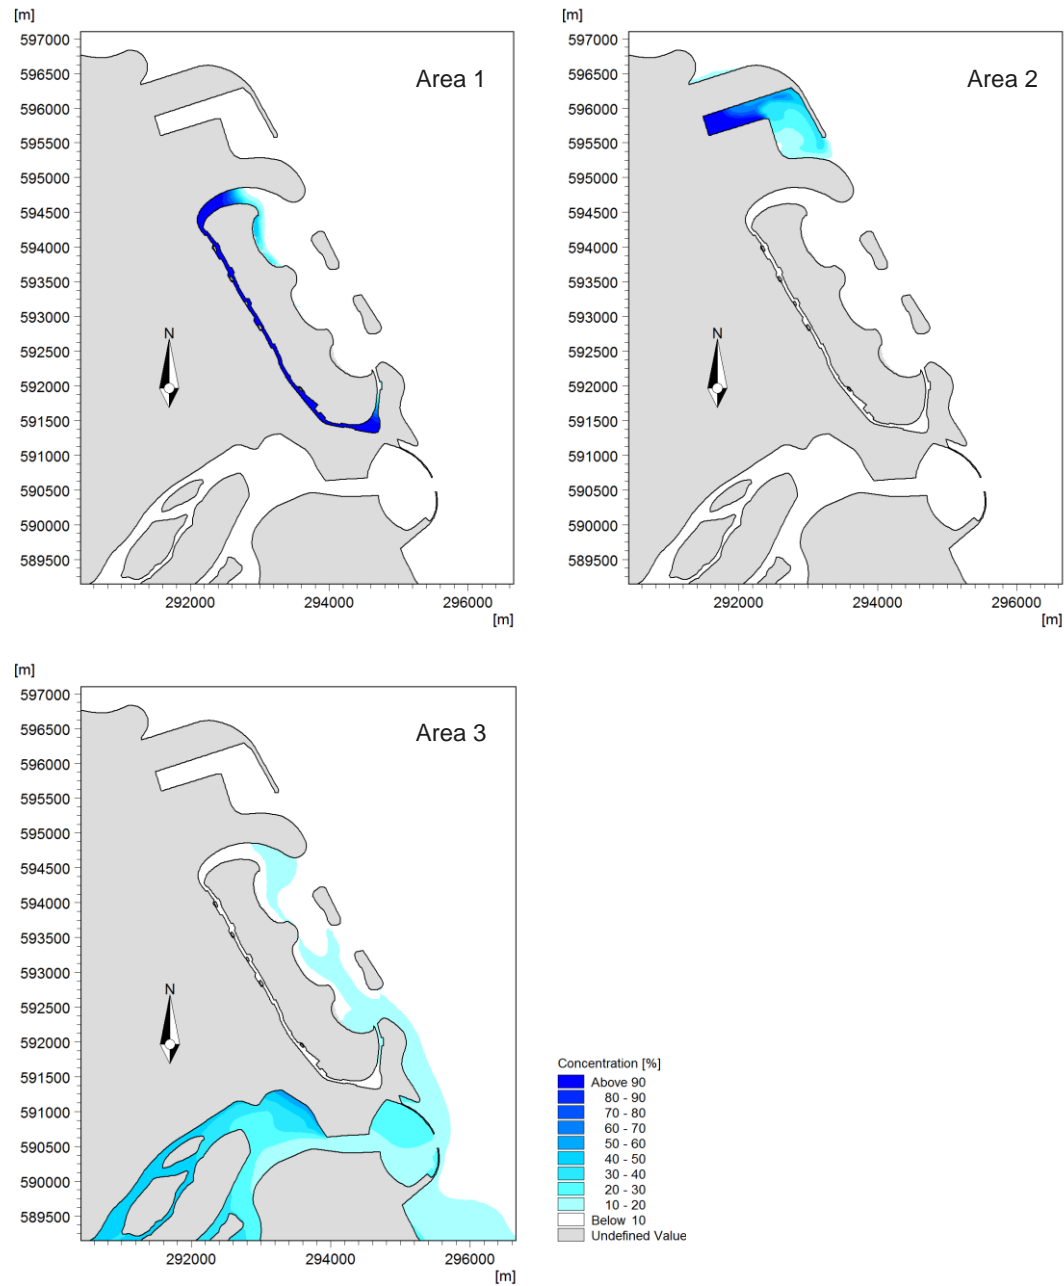 [m]
Area 1
597000
596500
596000
595500
595000
594500
594000
593500
593000
592500
592000
591500
591000
590500
590000
589500
N
292000 294000 296000
[m]
[m]
Area 2
597000
596500
596000
595500
595000
594500
594000
593500
593000
592500
592000
591500
591000
590500
590000
589500
N
292000 294000 296000
[m]
[m]
Area 3
597000
596500
596000
595500
595000
594500
594000
593500
593000
592500
592000
591500
591000
590500
590000
589500
N
292000 294000 296000
[m]
Concentration [%]
Above 90
80 - 90
70 - 80
60 - 70
50 - 60
40 - 50
30 - 40
20 - 30
10 - 20
Below 10
Undefined Value